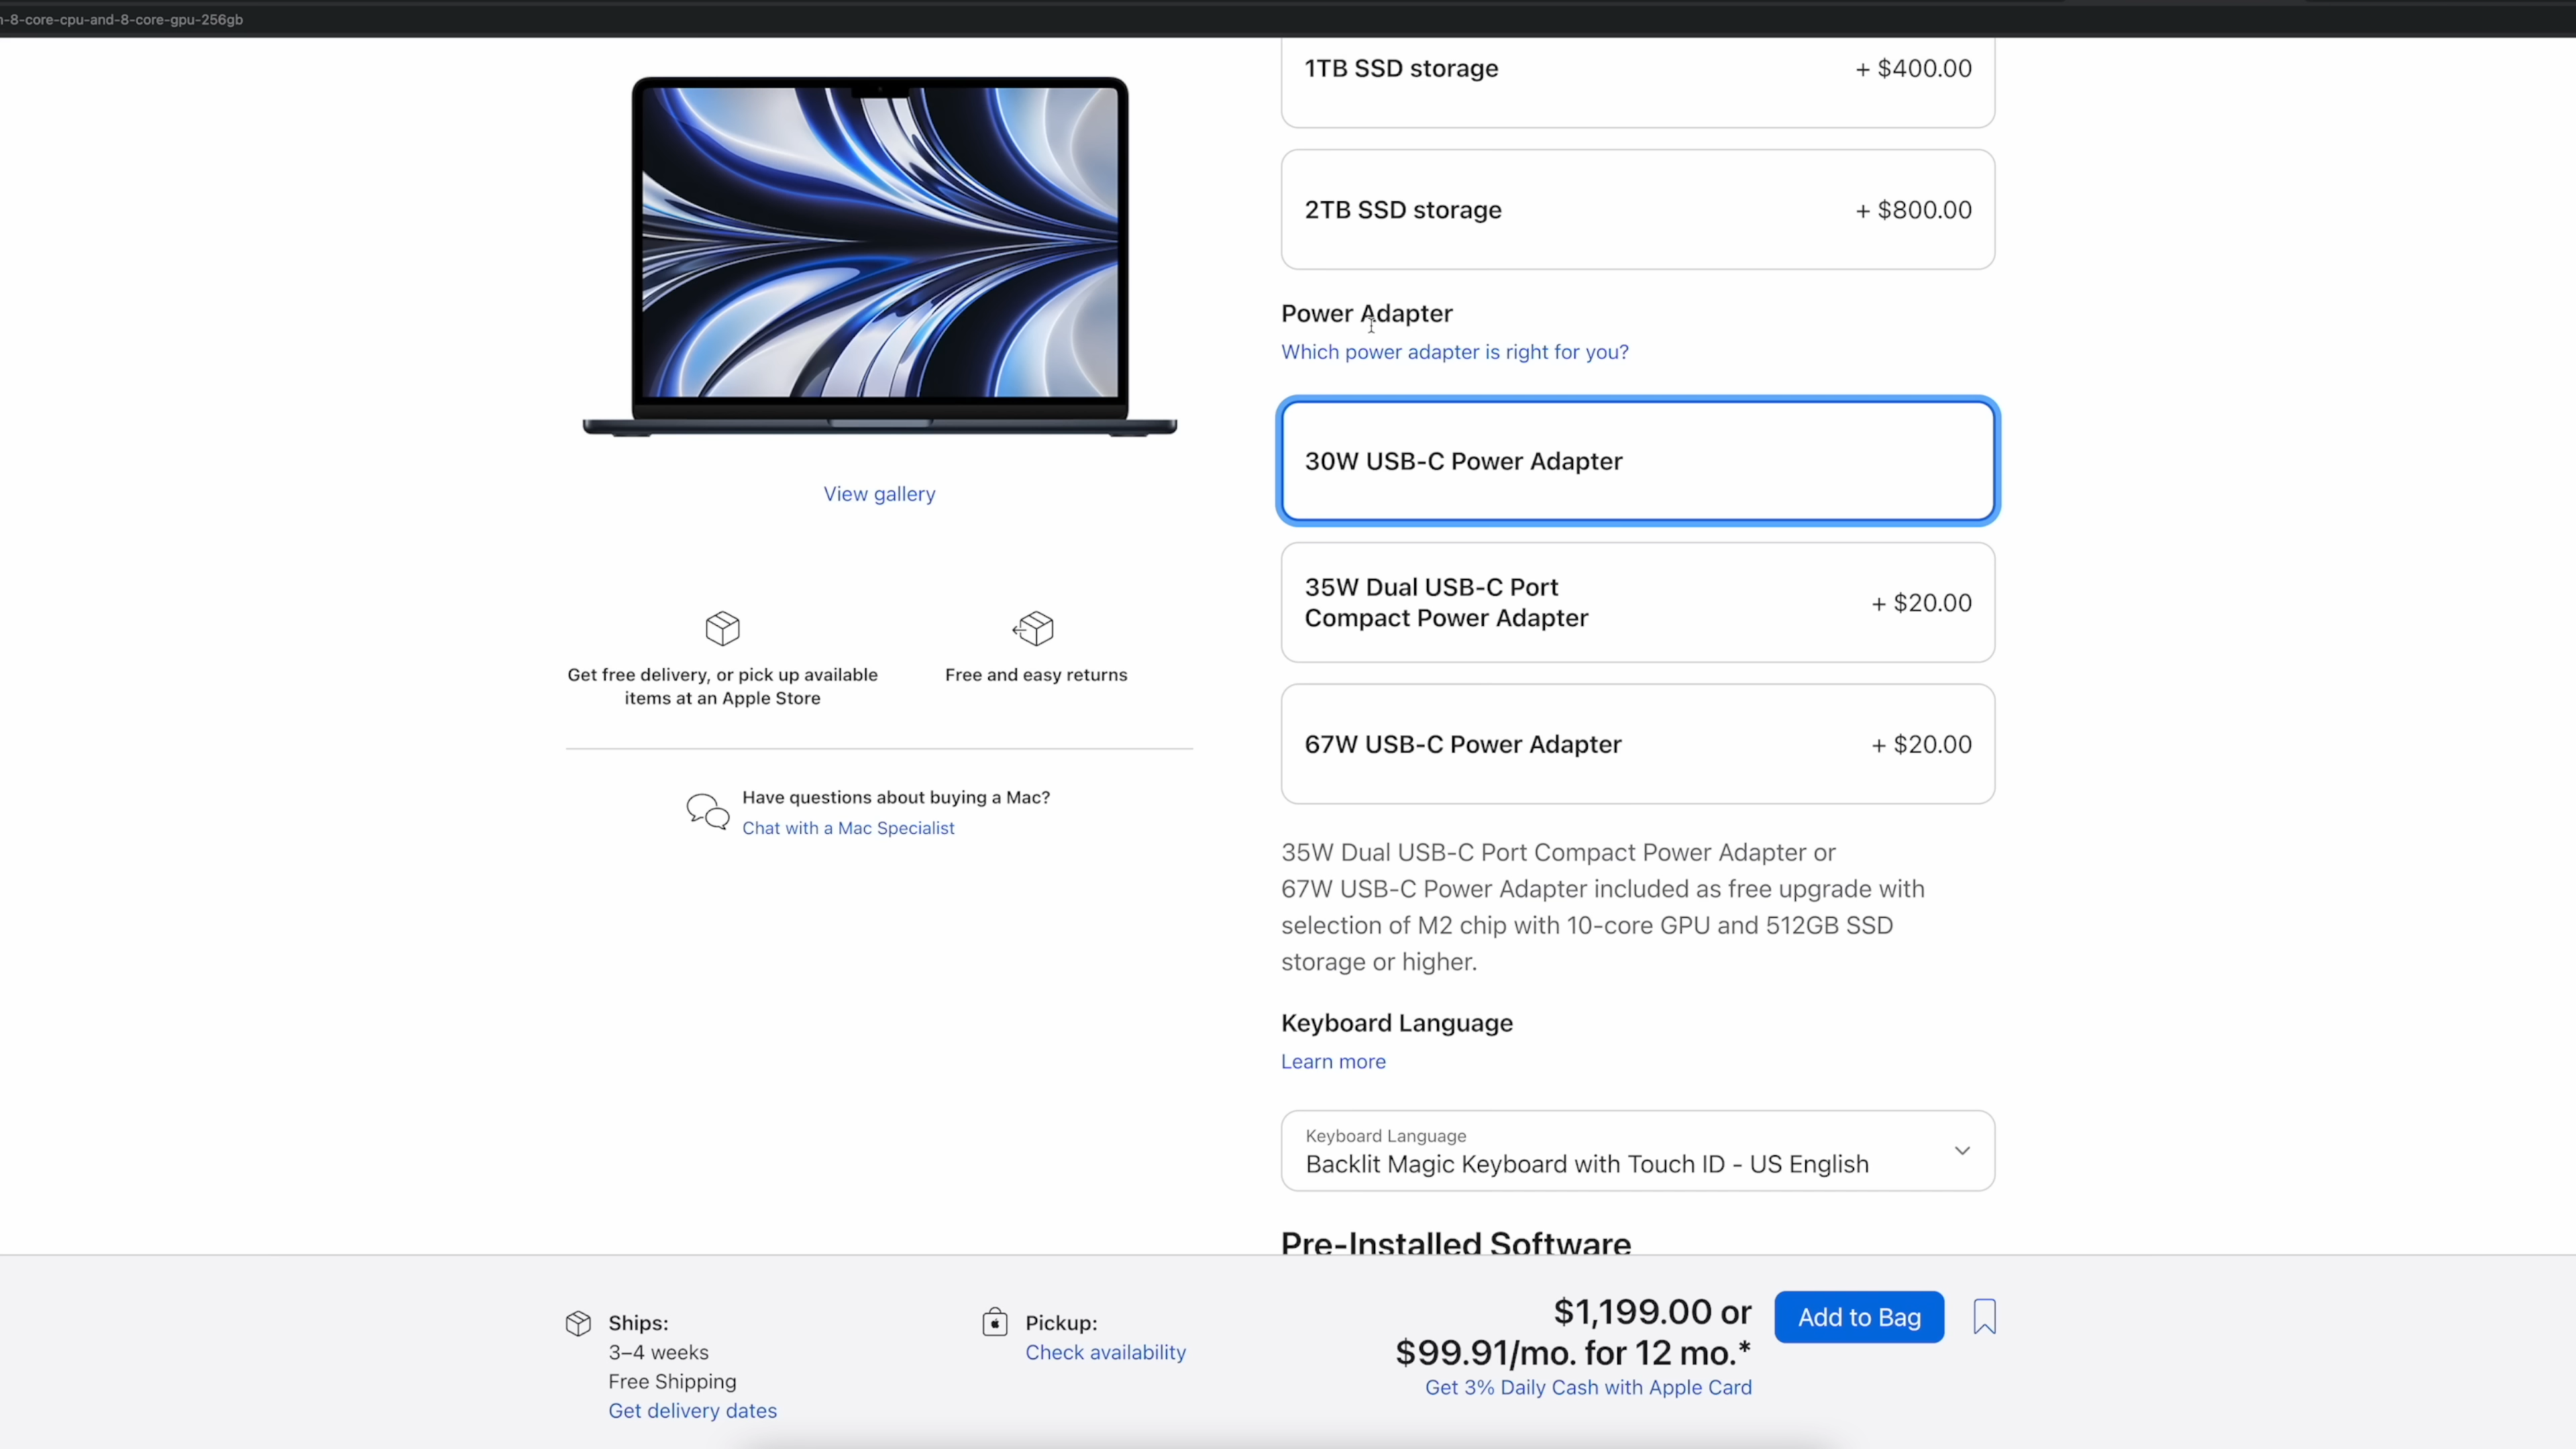 -8-core-cpu-and-8-core-gpu-256gb
1TB SSD storage
+ $400.00
2TB SSD storage
+ $800.00
Power Adapter
Which power adapter is right for you?
30W USB-C Power Adapter
35W Dual USB-C Port
Compact Power Adapter
+ $20.00
67W USB-C Power Adapter
+ $20.00
35W Dual USB-C Port Compact Power Adapter or
67W USB-C Power Adapter included as free upgrade with
selection of M2 chip with 10-core GPU and 512GB SSD
storage or higher.
Keyboard Language
Learn more
Keyboard Language
Backlit Magic Keyboard with Touch ID - US English
Pre-Installed Software
View gallery
Get free delivery, or pick up available
items at an Apple Store
Free and easy returns
Have questions about buying a Mac?
Chat with a Mac Specialist
Ships:
3–4 weeks
Free Shipping
Get delivery dates
Pickup:
Check availability
$1,199.00 or
$99.91/mo. for 12 mo.*
Get 3% Daily Cash with Apple Card
Add to Bag